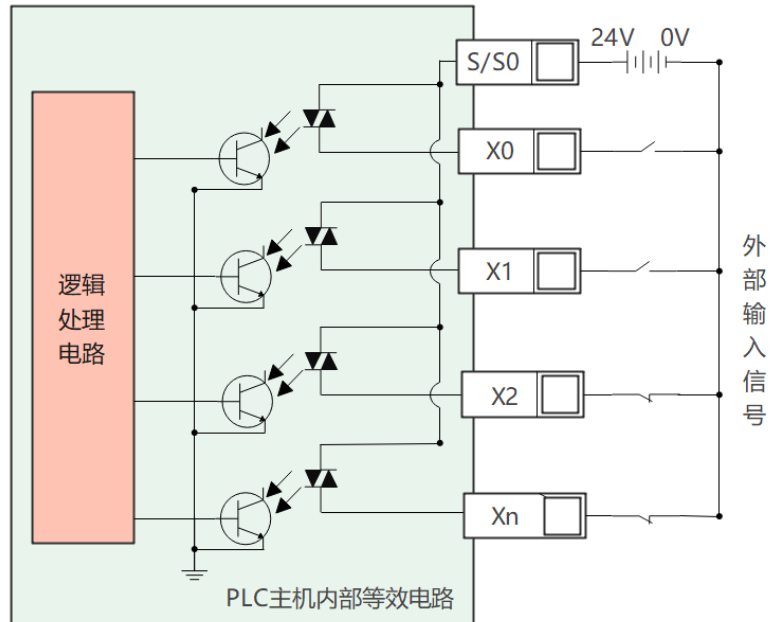 24V 0V
S/S0
X0
X1
X2
Xn
逻辑
处理
电路
外
部
输
入
信
号
PLC主机内部等效电路